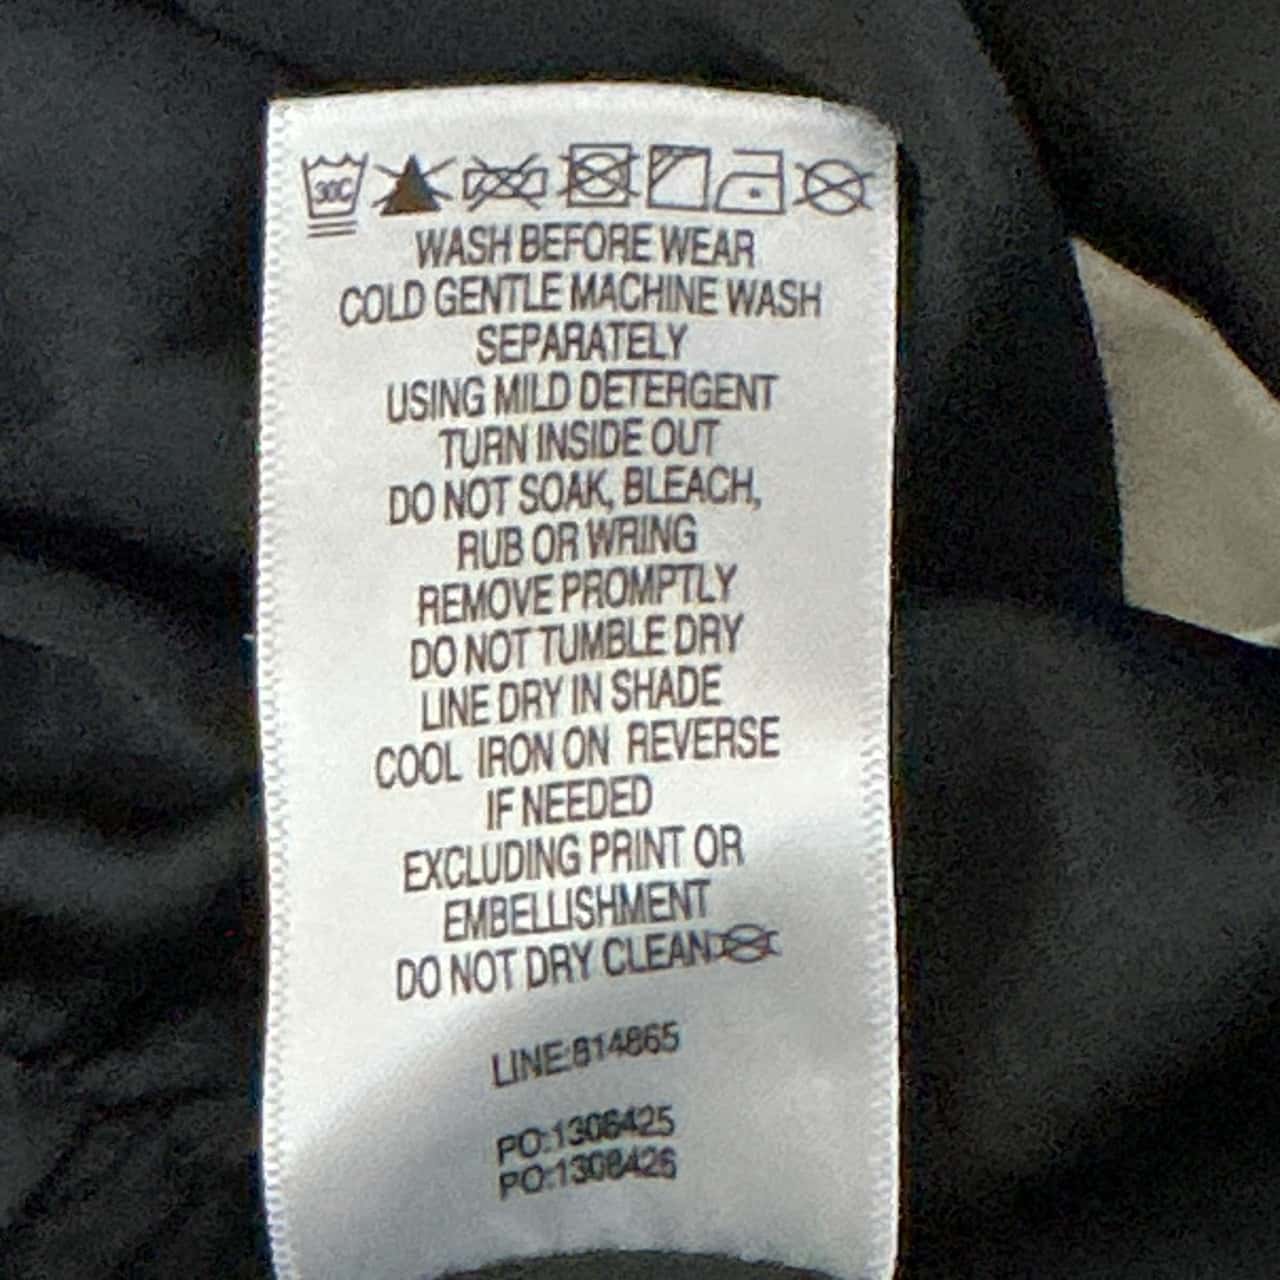 30C
WASH BEFORE WEAR
COLD GENTLE MACHINE WASH
SEPARATELY
USING MILD DETERGENT
TURN INSIDE OUT
DO NOT SOAK, BLEACH,
RUB OR WRING
REMOVE PROMPTLY
DO NOT TUMBLE DRY
LINE DRY IN SHADE
COOL IRON ON REVERSE
IF NEEDED
EXCLUDING PRINT OR
EMBELLISHMENT
DO NOT DRY CLEAN
LINE:814865
PO:1306425
PO:1306426